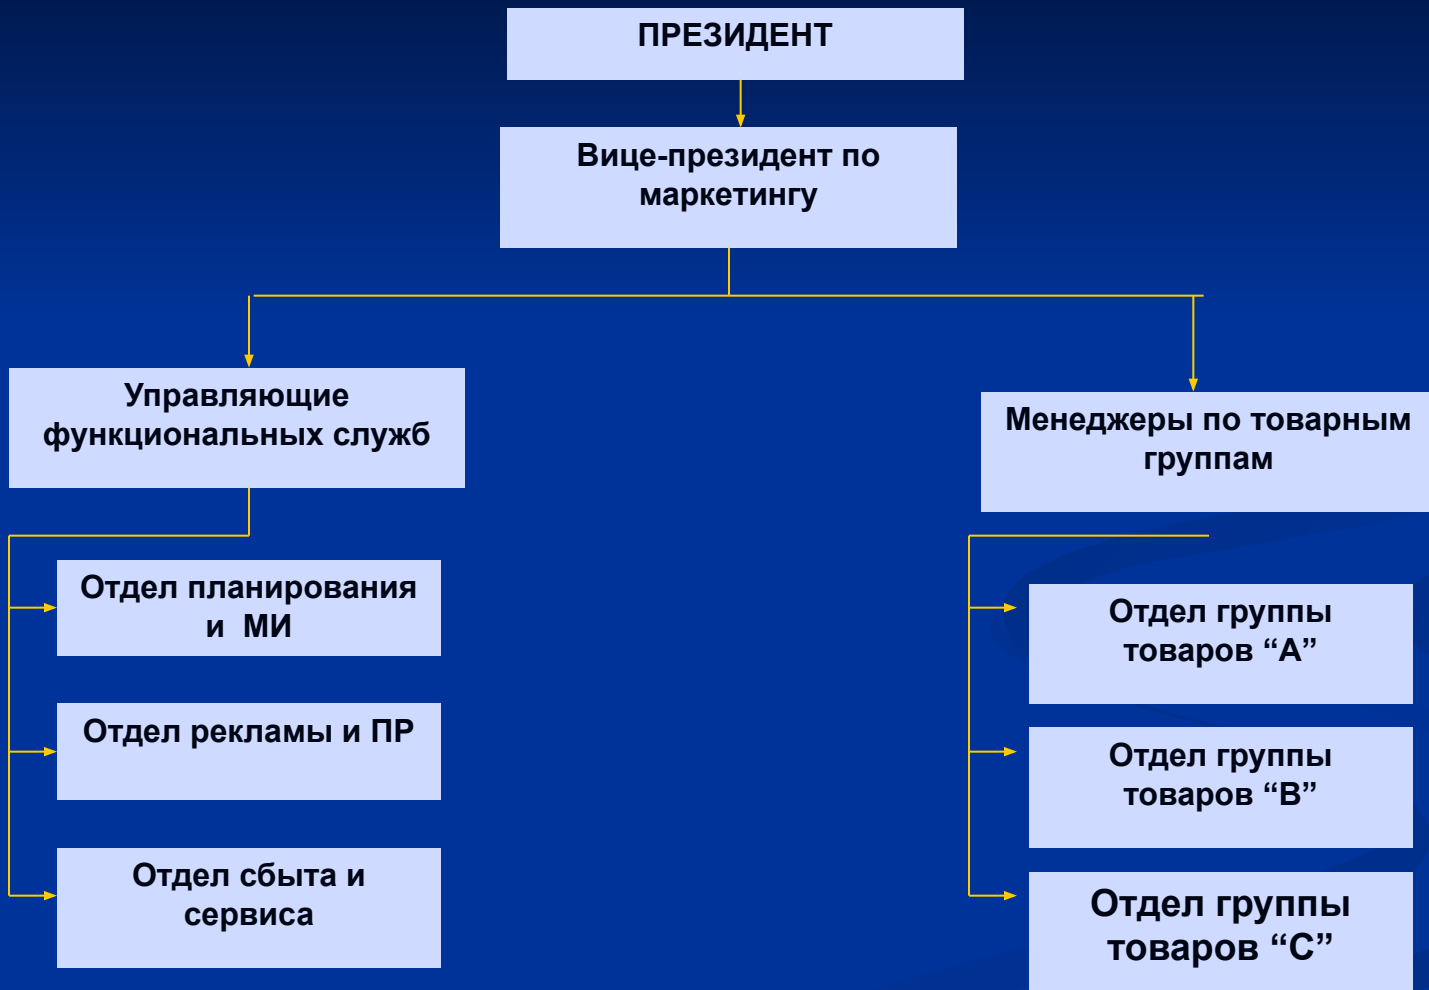 ПРЕЗИДЕНТ
Вице-президент по
маркетингу
Управляющие
функциональных служб
Менеджеры по товарным
группам
Отдел планирования
и МИ
Отдел рекламы и ПР
Отдел сбыта и
сервиса
Отдел группы
товаров “А”
Отдел группы
товаров “В”
Отдел группы
товаров “С”